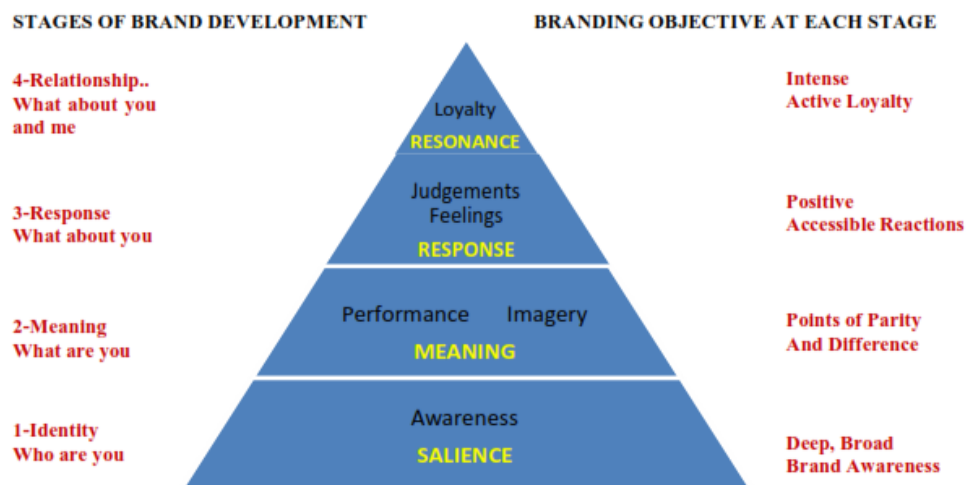 STAGES OF BRAND DEVELOPMENT
BRANDING OBJECTIVE AT EACH STAGE
4-Relationship..
What about you
and me
Loyalty
RESONANCE
Intense
Active Loyalty
3-Response
What about you
Judgements
Feelings
RESPONSE
Positive
Accessible Reactions
2-Meaning
What are you
Performance Imagery
MEANING
Points of Parity
And Difference
1-Identity
Who are you
Awareness
SALIENCE
Deep, Broad
Brand Awareness